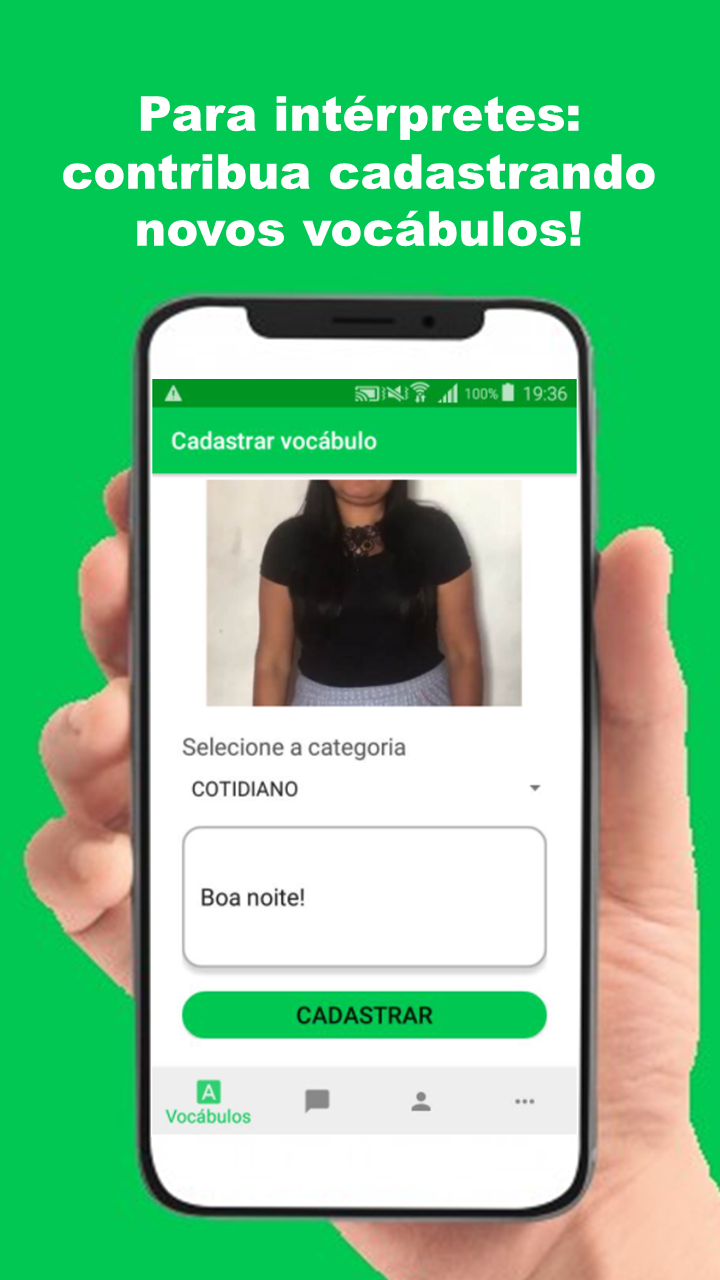 Para intérpretes:
contribua cadastrando
novos vocábulos!
100% 19:36
Cadastrar vocábulo
Selecione a categoria
COTIDIANO
Boa noite!
CADASTRAR
A
Vocábulos